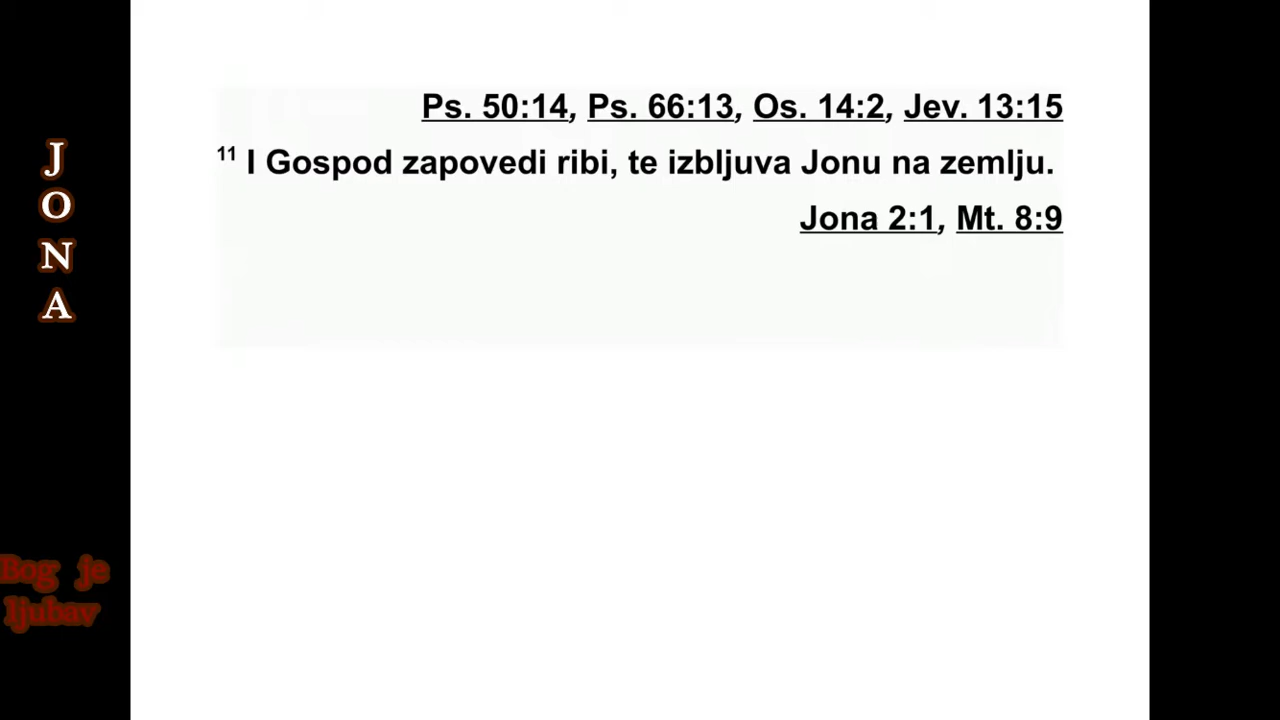 Ps. 50:14, Ps. 66:13, Os. 14:2, Jev. 13:15
11 I Gospod zapovedi ribi, te izbljuva Jonu na zemlju.
Jona 2:1, Mt. 8:9
J
O
N
A
Bog je
ljubav